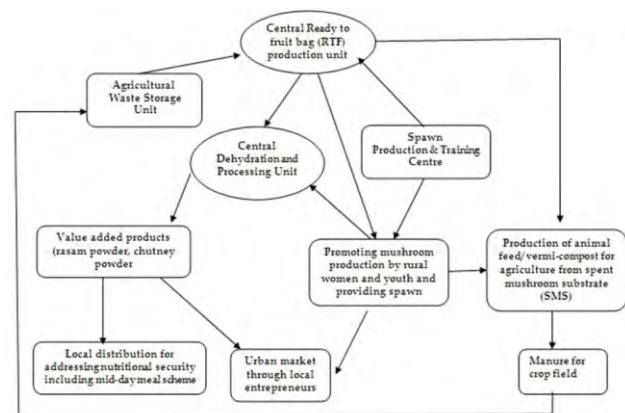 Central Ready to
fruit bag (RTF)
production unit
Agricultural
Waste Storage
Unit
Spawn
Production & Training
Centre
Central
Dehydration and
Processing Unit
Value added products
(rasam powder, chutney
powder
Promoting mushroom
production by rural
women and youth and
providing spawn
Production of animal
feed/ vermi-compost for
agriculture from spent
mushroom substrate
(SMS)
Local distribution for
addressing nutritional security
including mid-day meal scheme
Urban market
through local
entrepreneurs
Manure for
crop field